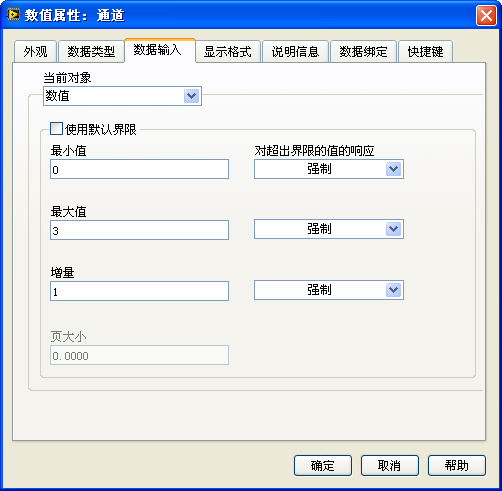 数值属性：通道
外观 数据类型 数据输入 显示格式 说明信息 数据绑定 快捷键
当前对象
数值
使用默认界限
最小值 对超出界限的值的响应
0 强制
最大值
3 强制
增量
1 强制
页大小
0.0000
确定 取消 帮助